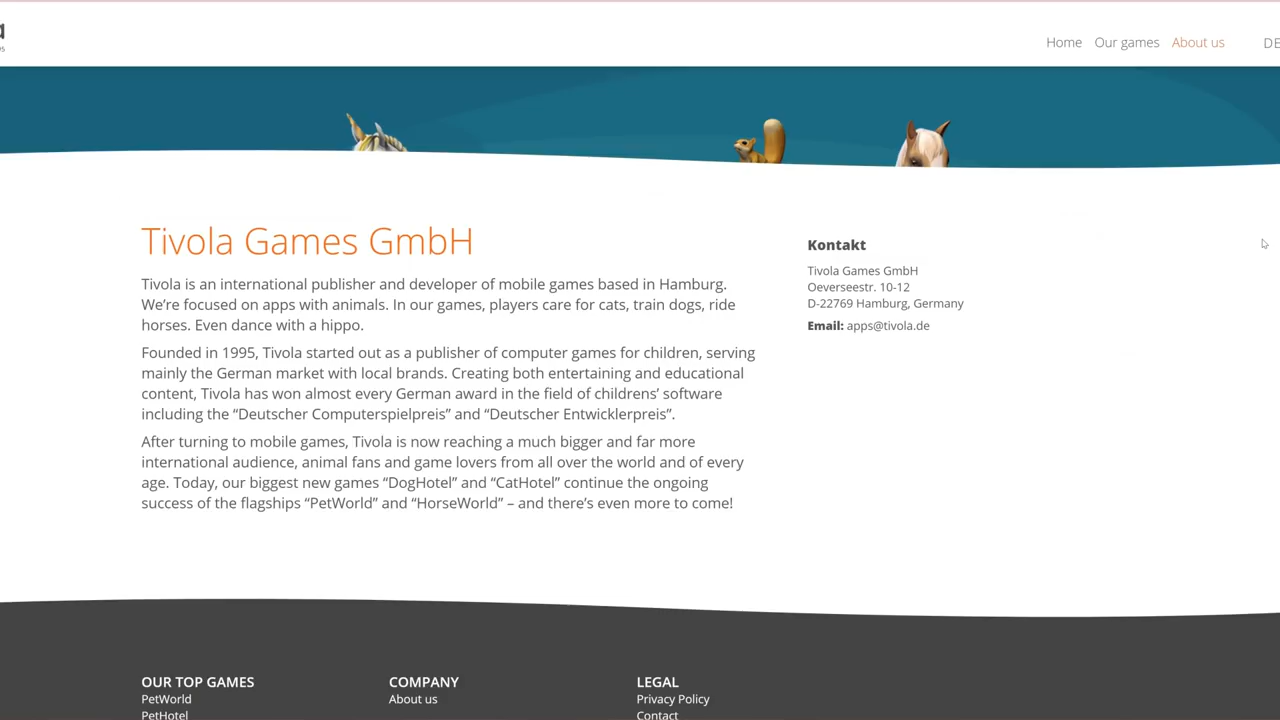 Home Our games About us
Tivola Games GmbH
Tivola is an international publisher and developer of mobile games based in Hamburg.
We’re focused on apps with animals. In our games, players care for cats, train dogs, ride
horses. Even dance with a hippo.
Founded in 1995, Tivola started out as a publisher of computer games for children, serving
mainly the German market with local brands. Creating both entertaining and educational
content, Tivola has won almost every German award in the field of childrens’ software
including the “Deutscher Computerspielpreis” and “Deutscher Entwicklerpreis”.
After turning to mobile games, Tivola is now reaching a much bigger and far more
international audience, animal fans and game lovers from all over the world and of every
age. Today, our biggest new games “DogHotel” and “CatHotel” continue the ongoing
success of the flagships “PetWorld” and “HorseWorld” – and there’s even more to come!
Kontakt
Tivola Games GmbH
Oeverseestr. 10-12
D-22769 Hamburg, Germany
Email: apps@tivola.de
OUR TOP GAMES
PetWorld
PetHotel
COMPANY
About us
LEGAL
Privacy Policy
Contact